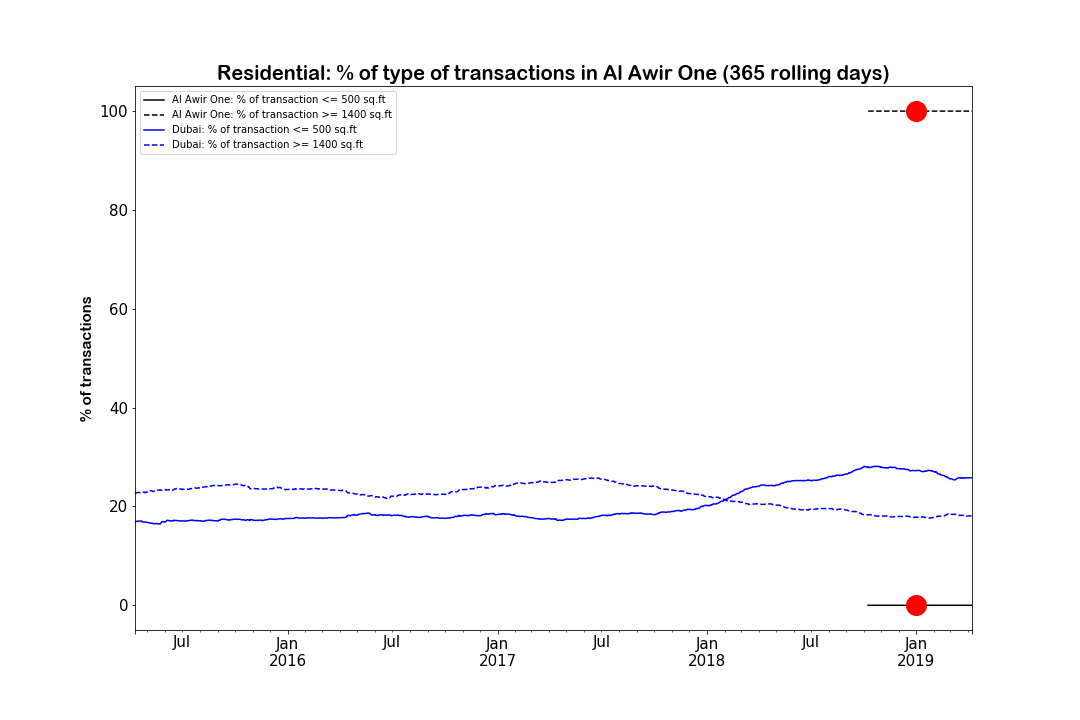 Residential: % of type of transactions in Al Awir One (365 rolling days)
Al Awir One: % of transaction <= 500 sq.ft
Al Awir One: % of transaction >= 1400 sq.ft
Dubai: % of transaction <= 500 sq.ft
Dubai: % of transaction >= 1400 sq.ft
% of transactions
100
80
60
40
20
0
Jul Jan Jul Jan Jul Jan Jul Jan
2016 2017 2018 2019